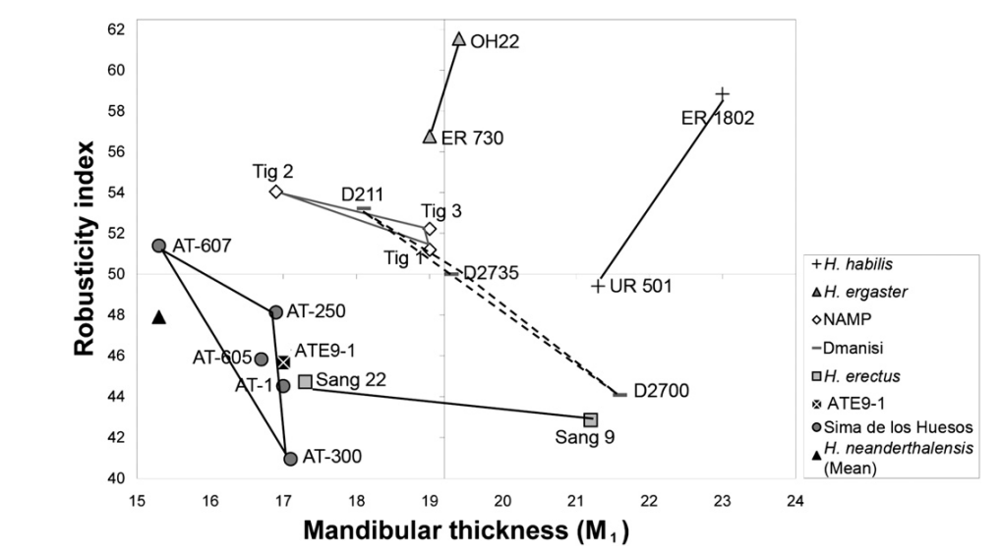 Robusticity index
62
60
58
56
54
52
50
48
46
44
42
40
OH22
ER 1802
ER 730
Tig 2
D211
Tig 3
Tig 1
D2735
AT-607
UR 501
AT-250
ATE9-1
AT-605
Sang 22
AT-1
D2700
Sang 9
AT-300
15 16 17 18 19 20 21 22 23 24
Mandibular thickness (M₁)
H. habilis
H. ergaster
NAMP
Dmanisi
H. erectus
ATE9-1
Sima de los Huesos
H. neanderthalensis
(Mean)